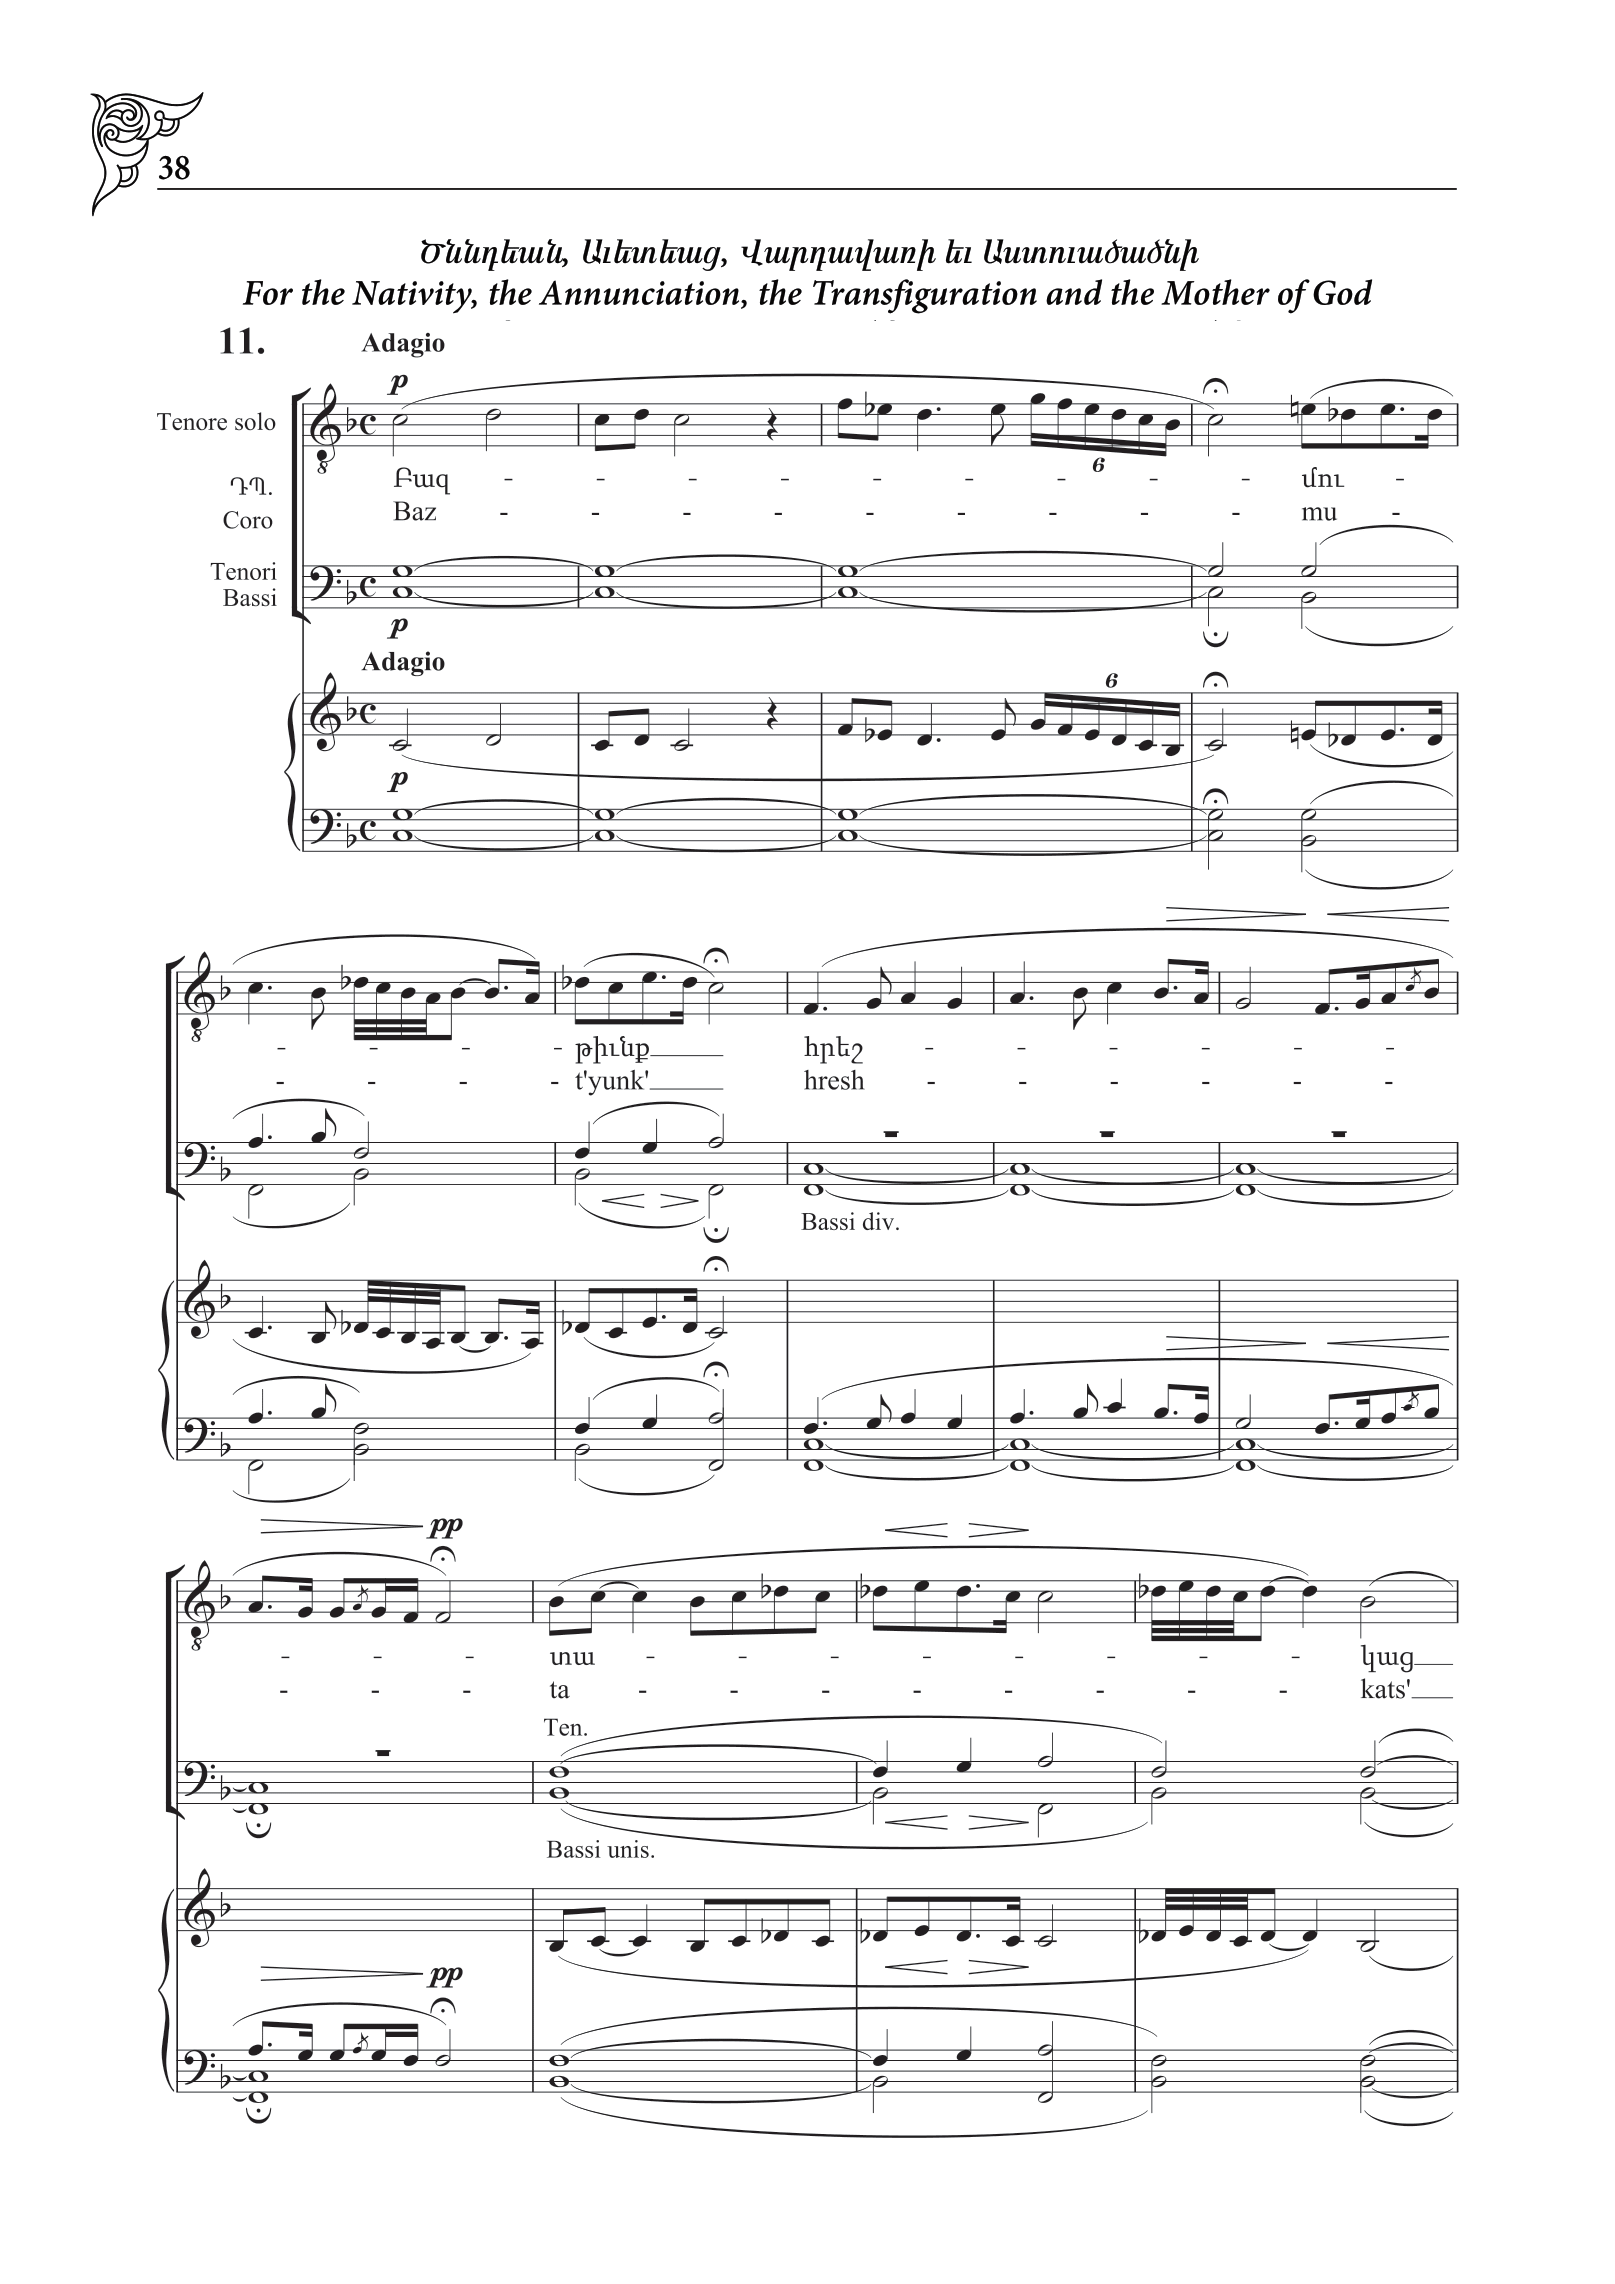 38
Ծննդեան, Աւետեաց, Վարդավառի եւ Աստուածածնի
For the Nativity, the Annunciation, the Transfiguration and the Mother of God
11. Adagio
p
Tenore solo
6
ԴՊ. Բազ - - - - - - - - - մու -
Coro Baz - - - - - - - - - mu -
Tenori
Bassi
p
Adagio
6
p
- - - - թիւնք hրեշ - - - - - -
- - - - t'yunk' hresh - - - - - -
Bassi div.
pp
- - - տա - - - - - - - - կաց
- - - ta - - - - - - - - kats'
Ten.
Bassi unis.
pp